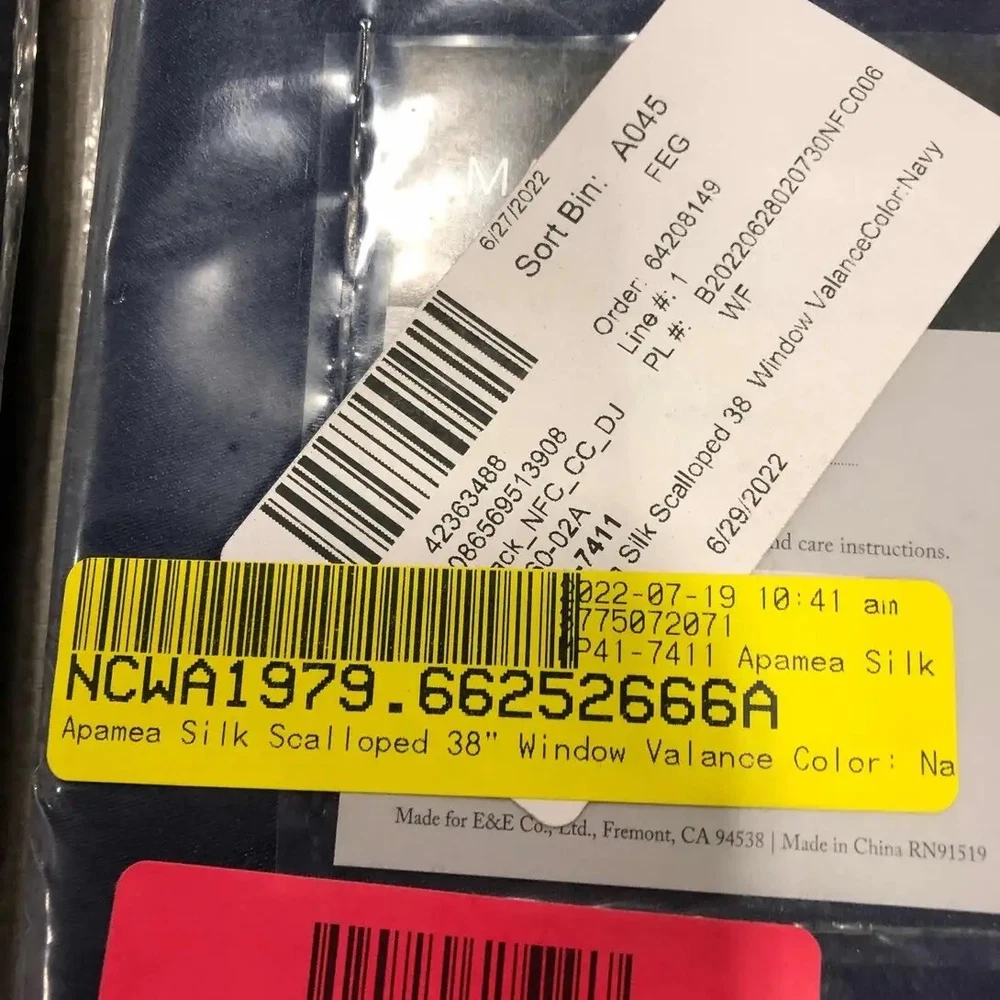 M
6/27/2022
Sort Bin: A045
FEG
Order: 64208149
Line #: 1
PL #: B20220628020730NFC006
WF
42363488
086569513908
ack_NFC_CC_DJ
60-02A
-7411
Silk Scalloped 38 Window ValanceColor:Navy
6/29/2022
nd care instructions.
022-07-19 10:41 am
775072071
P41-7411 Apamea Silk
NCWA1979.66252666A
Apamea Silk Scalloped 38" Window Valance Color: Na
Made for E&E Co., Ltd., Fremont, CA 94538 | Made in China RN91519